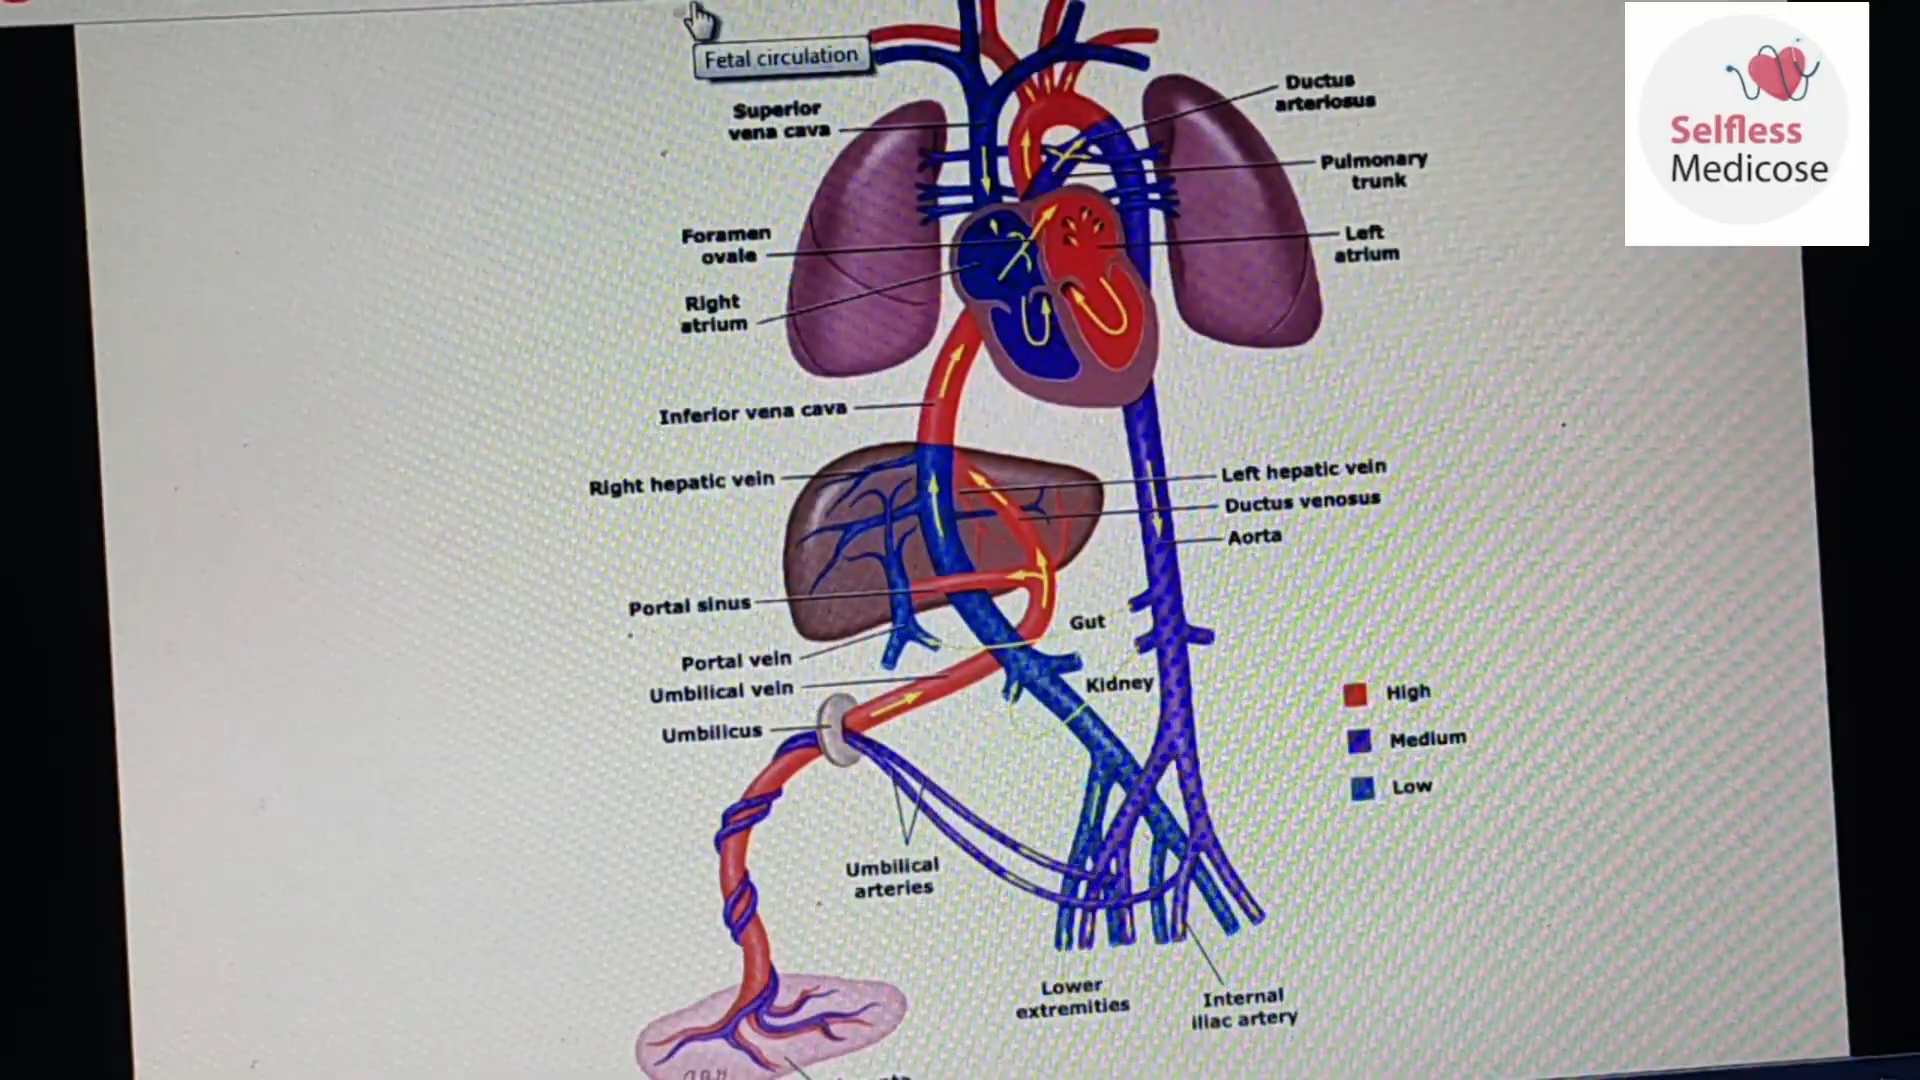 Fetal circulation
Superior
vena cava
Ductus
arteriosus
Pulmonary
trunk
Foramen
ovale
Left
atrium
Right
atrium
Inferior vena cava
Right hepatic vein
Left hepatic vein
Ductus venosus
Aorta
Portal sinus
Gut
Portal vein
Umbilical vein
Kidney
Umbilicus
High
Medium
Low
Umbilical
arteries
Lower
extremities
Internal
iliac artery
Selfless
Medicose